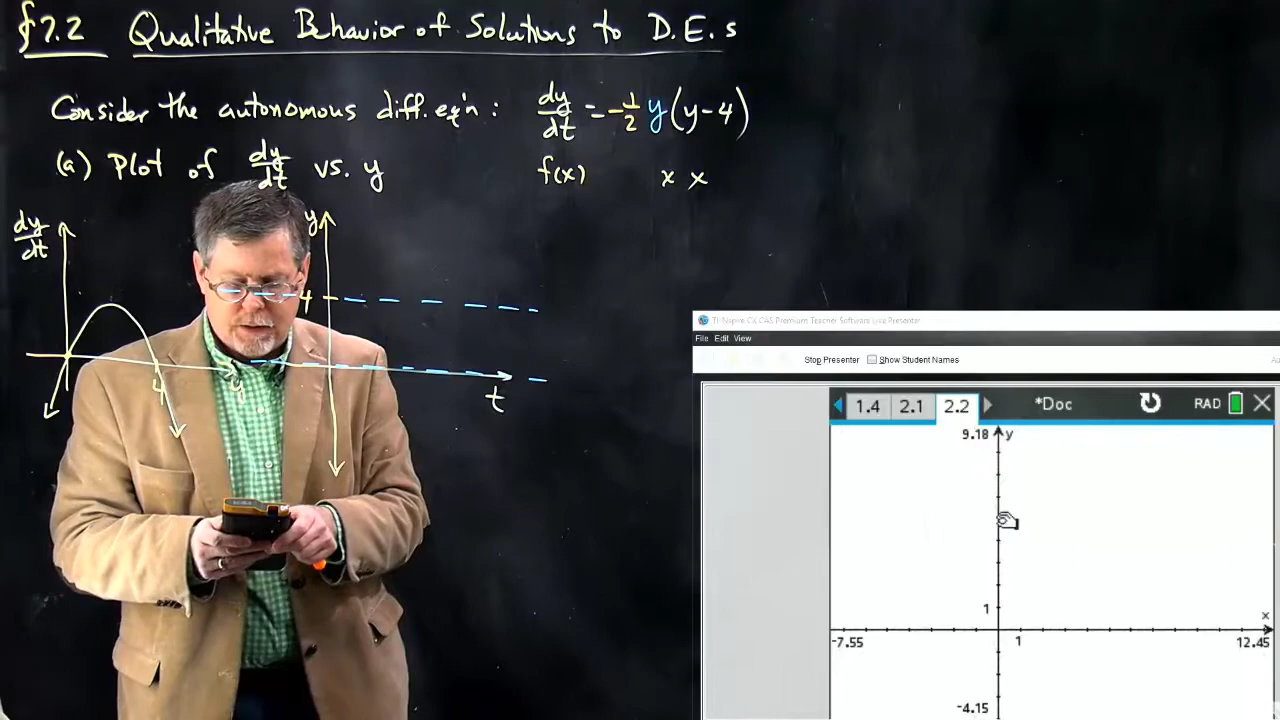 §7.2 Qualitative Behavior of Solutions to D.E.s
Consider the autonomous diff. eq'n: dy/dt = -1/2 y(y-4)
(a) Plot of dy/dt vs. y f(x) x x
dy/dt
y
4
4
y
t
TI-Nspire CX CAS Premium Teacher Software Live Presenter
File Edit View
Stop Presenter Show Student Names
1.4 2.1 2.2 *Doc RAD
9.18 y
1
x
-7.55 1 12.45
-4.15